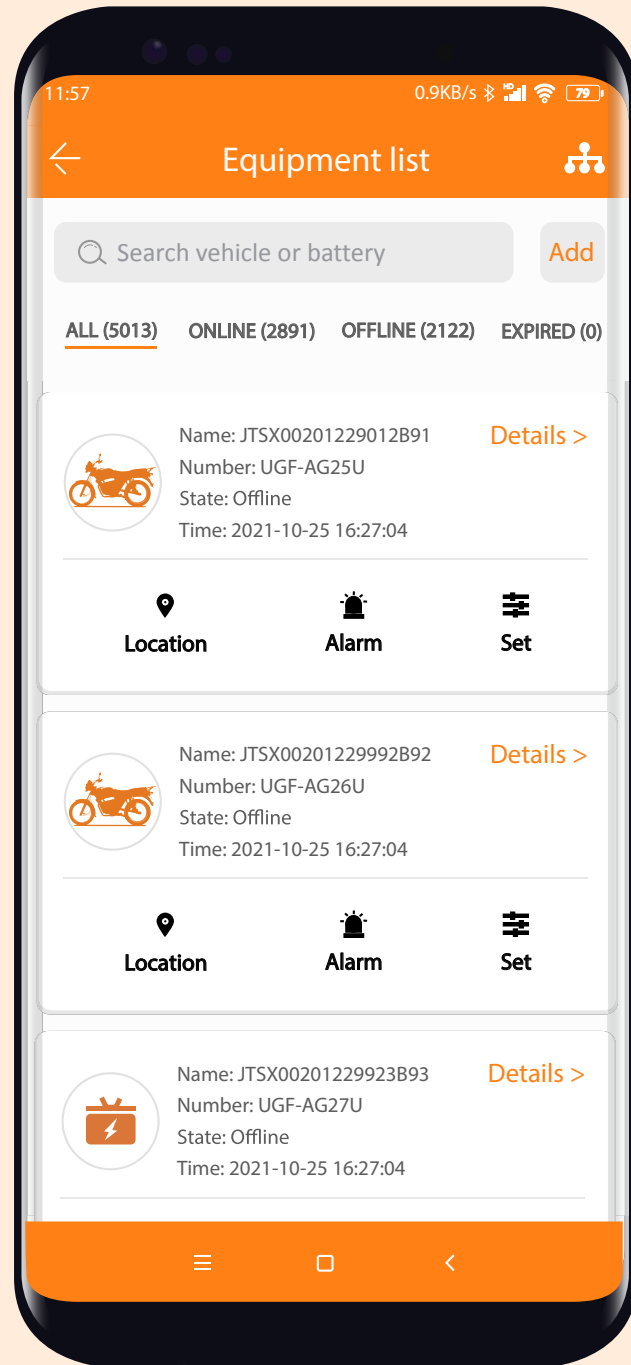 11:57 0.9KB/s HD 79
Equipment list
Search vehicle or battery Add
ALL (5013) ONLINE (2891) OFFLINE (2122) EXPIRED (0)
Name: JTSX00201229012B91 Details >
Number: UGF-AG25U
State: Offline
Time: 2021-10-25 16:27:04
Location Alarm Set
Name: JTSX00201229992B92 Details >
Number: UGF-AG26U
State: Offline
Time: 2021-10-25 16:27:04
Location Alarm Set
Name: JTSX00201229923B93 Details >
Number: UGF-AG27U
State: Offline
Time: 2021-10-25 16:27:04